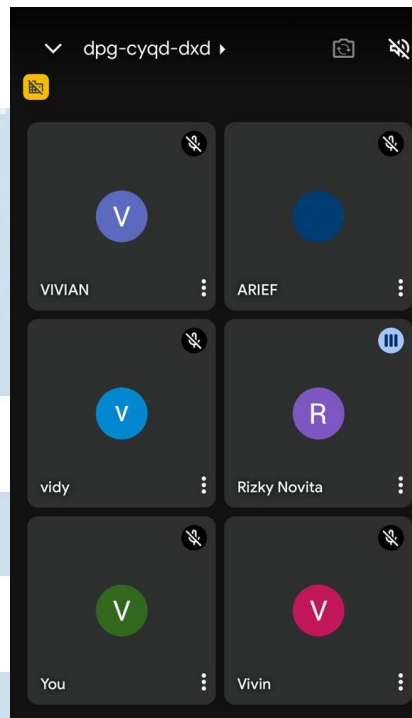 dpg-cyqd-dxd
V
VIVIAN
ARIEF
v
vidy
R
Rizky Novita
V
You
V
Vivin